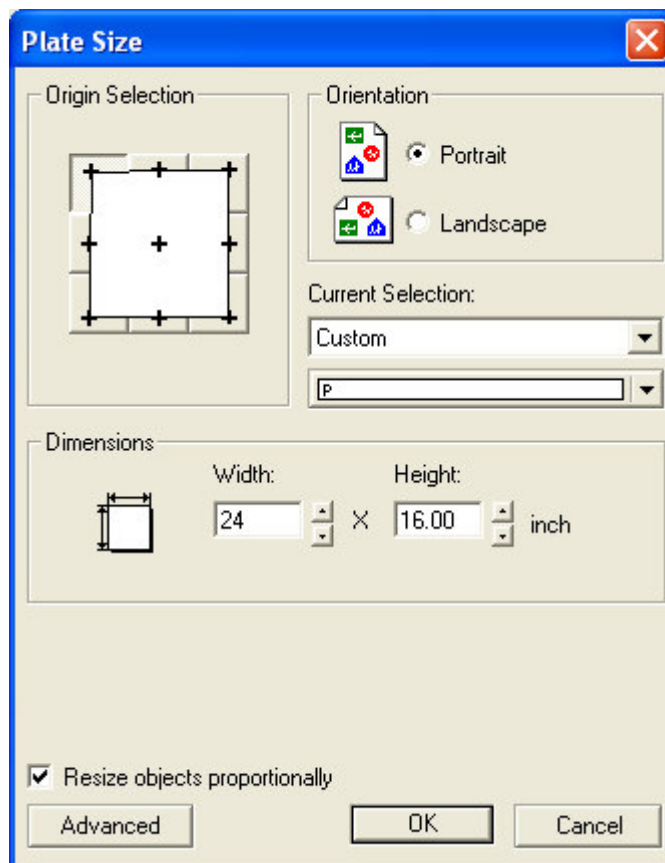 Plate Size
Origin Selection
Orientation
Portrait
Landscape
Current Selection:
Custom
P
Dimensions
Width:
Height:
24 X 16.00 inch
Resize objects proportionally
Advanced
OK
Cancel